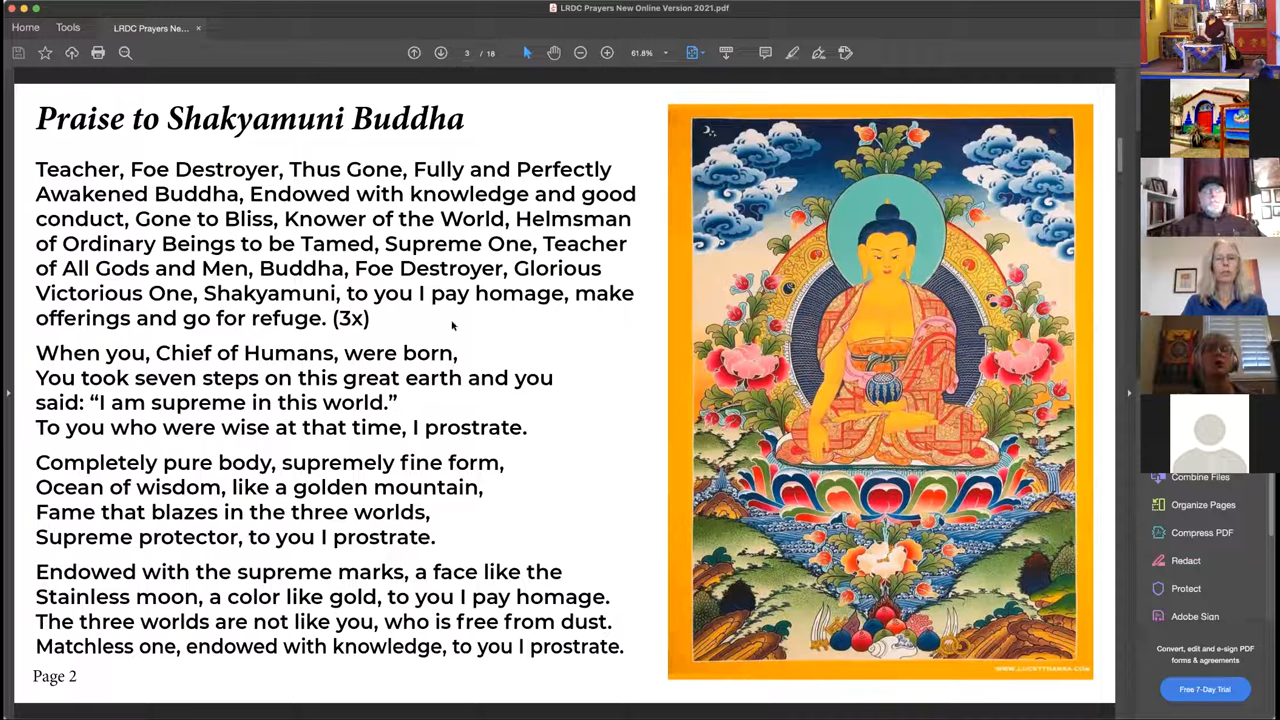 LRDC Prayers New Online Version 2021.pdf
Home
Tools
LRDC Prayers Ne...
3 / 18
61.8%
Praise to Shakyamuni Buddha
Teacher, Foe Destroyer, Thus Gone, Fully and Perfectly
Awakened Buddha, Endowed with knowledge and good
conduct, Gone to Bliss, Knower of the World, Helmsman
of Ordinary Beings to be Tamed, Supreme One, Teacher
of All Gods and Men, Buddha, Foe Destroyer, Glorious
Victorious One, Shakyamuni, to you I pay homage, make
offerings and go for refuge. (3x)
When you, Chief of Humans, were born,
You took seven steps on this great earth and you
said: “I am supreme in this world.”
To you who were wise at that time, I prostrate.
Completely pure body, supremely fine form,
Ocean of wisdom, like a golden mountain,
Fame that blazes in the three worlds,
Supreme protector, to you I prostrate.
Endowed with the supreme marks, a face like the
Stainless moon, a color like gold, to you I pay homage.
The three worlds are not like you, who is free from dust.
Matchless one, endowed with knowledge, to you I prostrate.
Page 2
WWW.LUCKYTHANKA.COM
Combine Files
Organize Pages
Compress PDF
Redact
Protect
Adobe Sign
Convert, edit and e-sign PDF
forms & agreements
Free 7-Day Trial